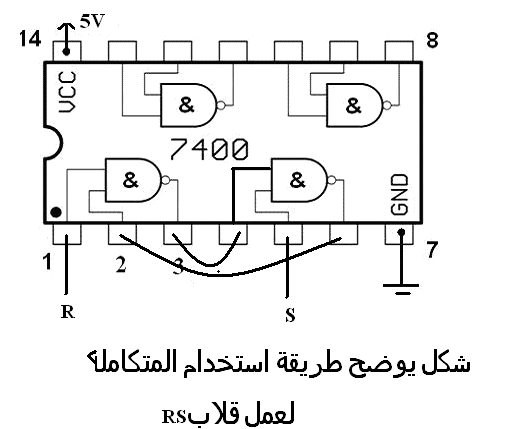 5V
14 8
VCC
& &
7400
& &
GND
1 2 3 7
R S
شكل يوضح طريقة استخدام المتكاملة
لعمل قلاب RS